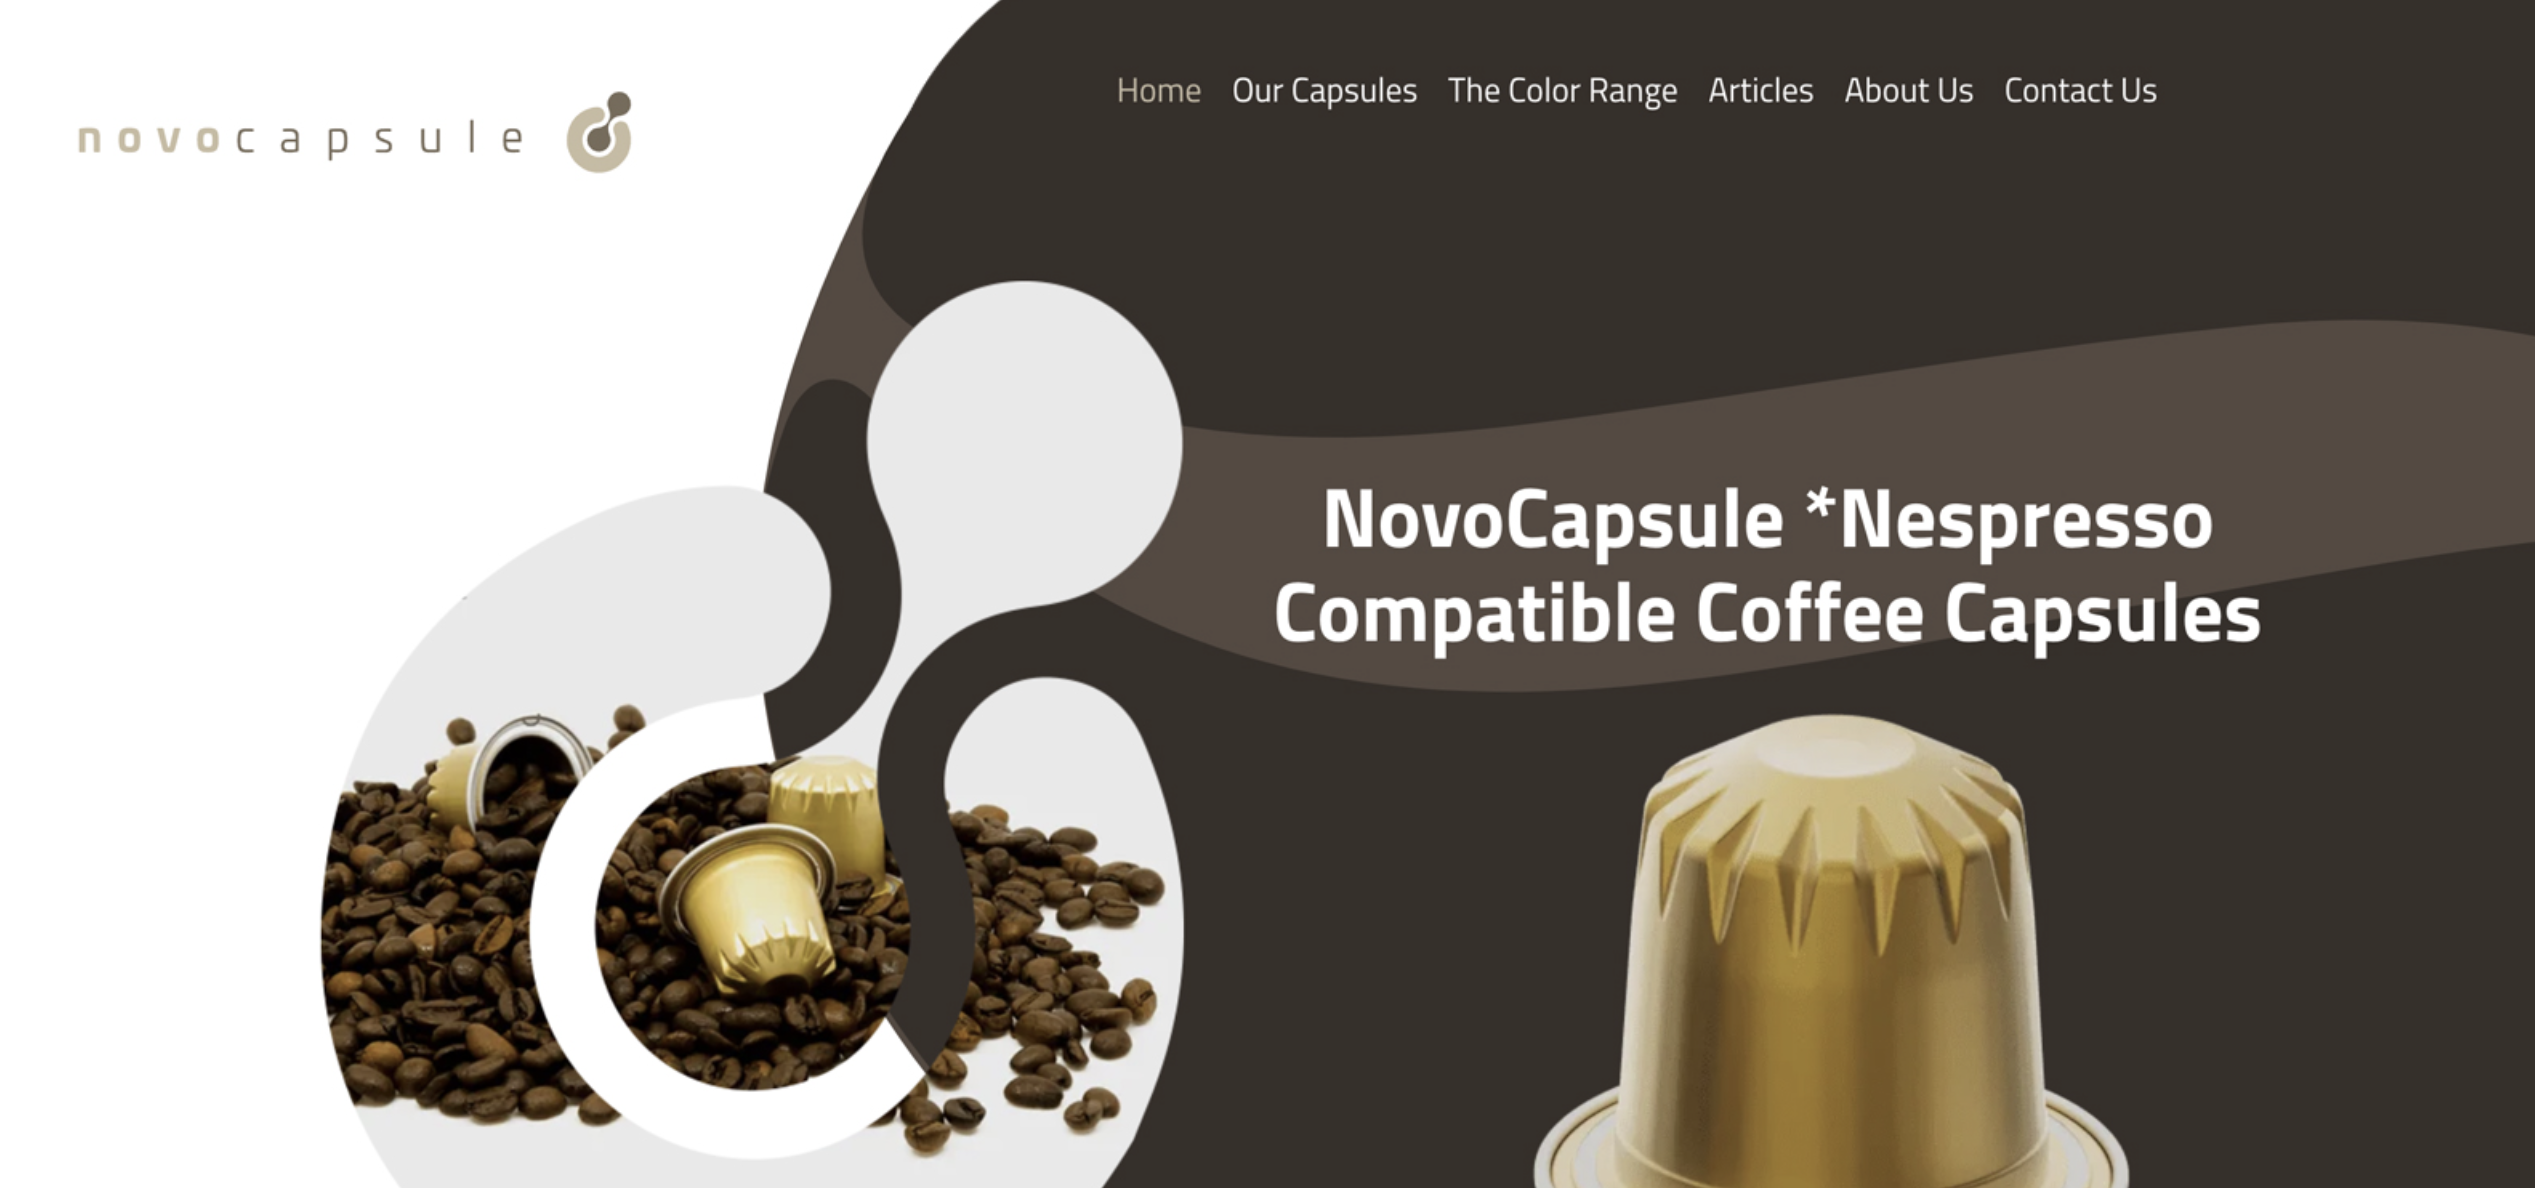 novocapsule
Home Our Capsules The Color Range Articles About Us Contact Us
NovoCapsule *Nespresso
Compatible Coffee Capsules